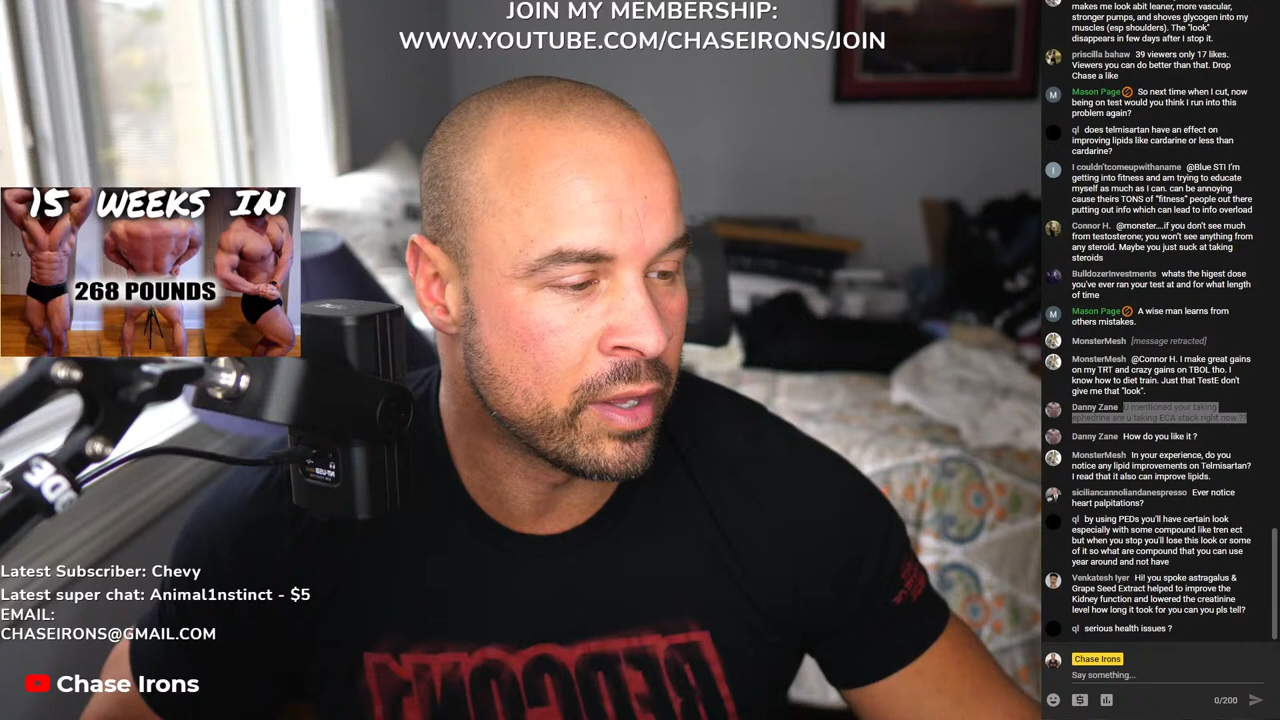 JOIN MY MEMBERSHIP:
WWW.YOUTUBE.COM/CHASEIRONS/JOIN
15 WEEKS IN
268 POUNDS
NT-USB
REDCON
Latest Subscriber: Chevy
Latest super chat: Animal1nstinct - $5
EMAIL:
CHASEIRONS@GMAIL.COM
Chase Irons
makes me look abit leaner, more vascular,
stronger pumps, and shoves glycogen into my
muscles (esp shoulders). The "look"
disappears in few days after I stop it.
priscilla bahaw 39 viewers only 17 likes.
Viewers you can do better than that. Drop
Chase a like
M Mason Page So next time when I cut, now
being on test would you think I run into this
problem again?
ql does telmisartan have an effect on
improving lipids like cardarine or less than
cardarine?
I I couldn'tcomeupwithaname @Blue STI I'm
getting into fitness and am trying to educate
myself as much as I can. can be annoying
cause theirs TONS of "fitness" people out there
putting out info which can lead to info overload
Connor H. @monster....if you don't see much
from testosterone; you won't see anything from
any steroid. Maybe you just suck at taking
steroids
BulldozerInvestments whats the higest dose
you've ever ran your test at and for what length
of time
M Mason Page A wise man learns from
others mistakes.
MonsterMesh [message retracted]
MonsterMesh @Connor H. I make great gains
on my TRT and crazy gains on TBOL tho. I
know how to diet train. Just that TestE don't
give me that "look".
Danny Zane U mentioned your taking
ephedrine are u taking ECA stack right now ??
Danny Zane How do you like it ?
MonsterMesh In your experience, do you
notice any lipid improvements on Telmisartan?
I read that it also can improve lipids.
siciliancannoliandanespresso Ever notice
heart palpitations?
ql by using PEDs you'll have certain look
especially with some compound like tren ect
but when you stop you'll lose this look or some
of it so what are compound that you can use
year around and not have
Venkatesh Iyer Hi! you spoke astragalus &
Grape Seed Extract helped to improve the
Kidney function and lowered the creatinine
level how long it took for you can you pls tell?
ql serious health issues ?
Chase Irons
Say something...
0/200